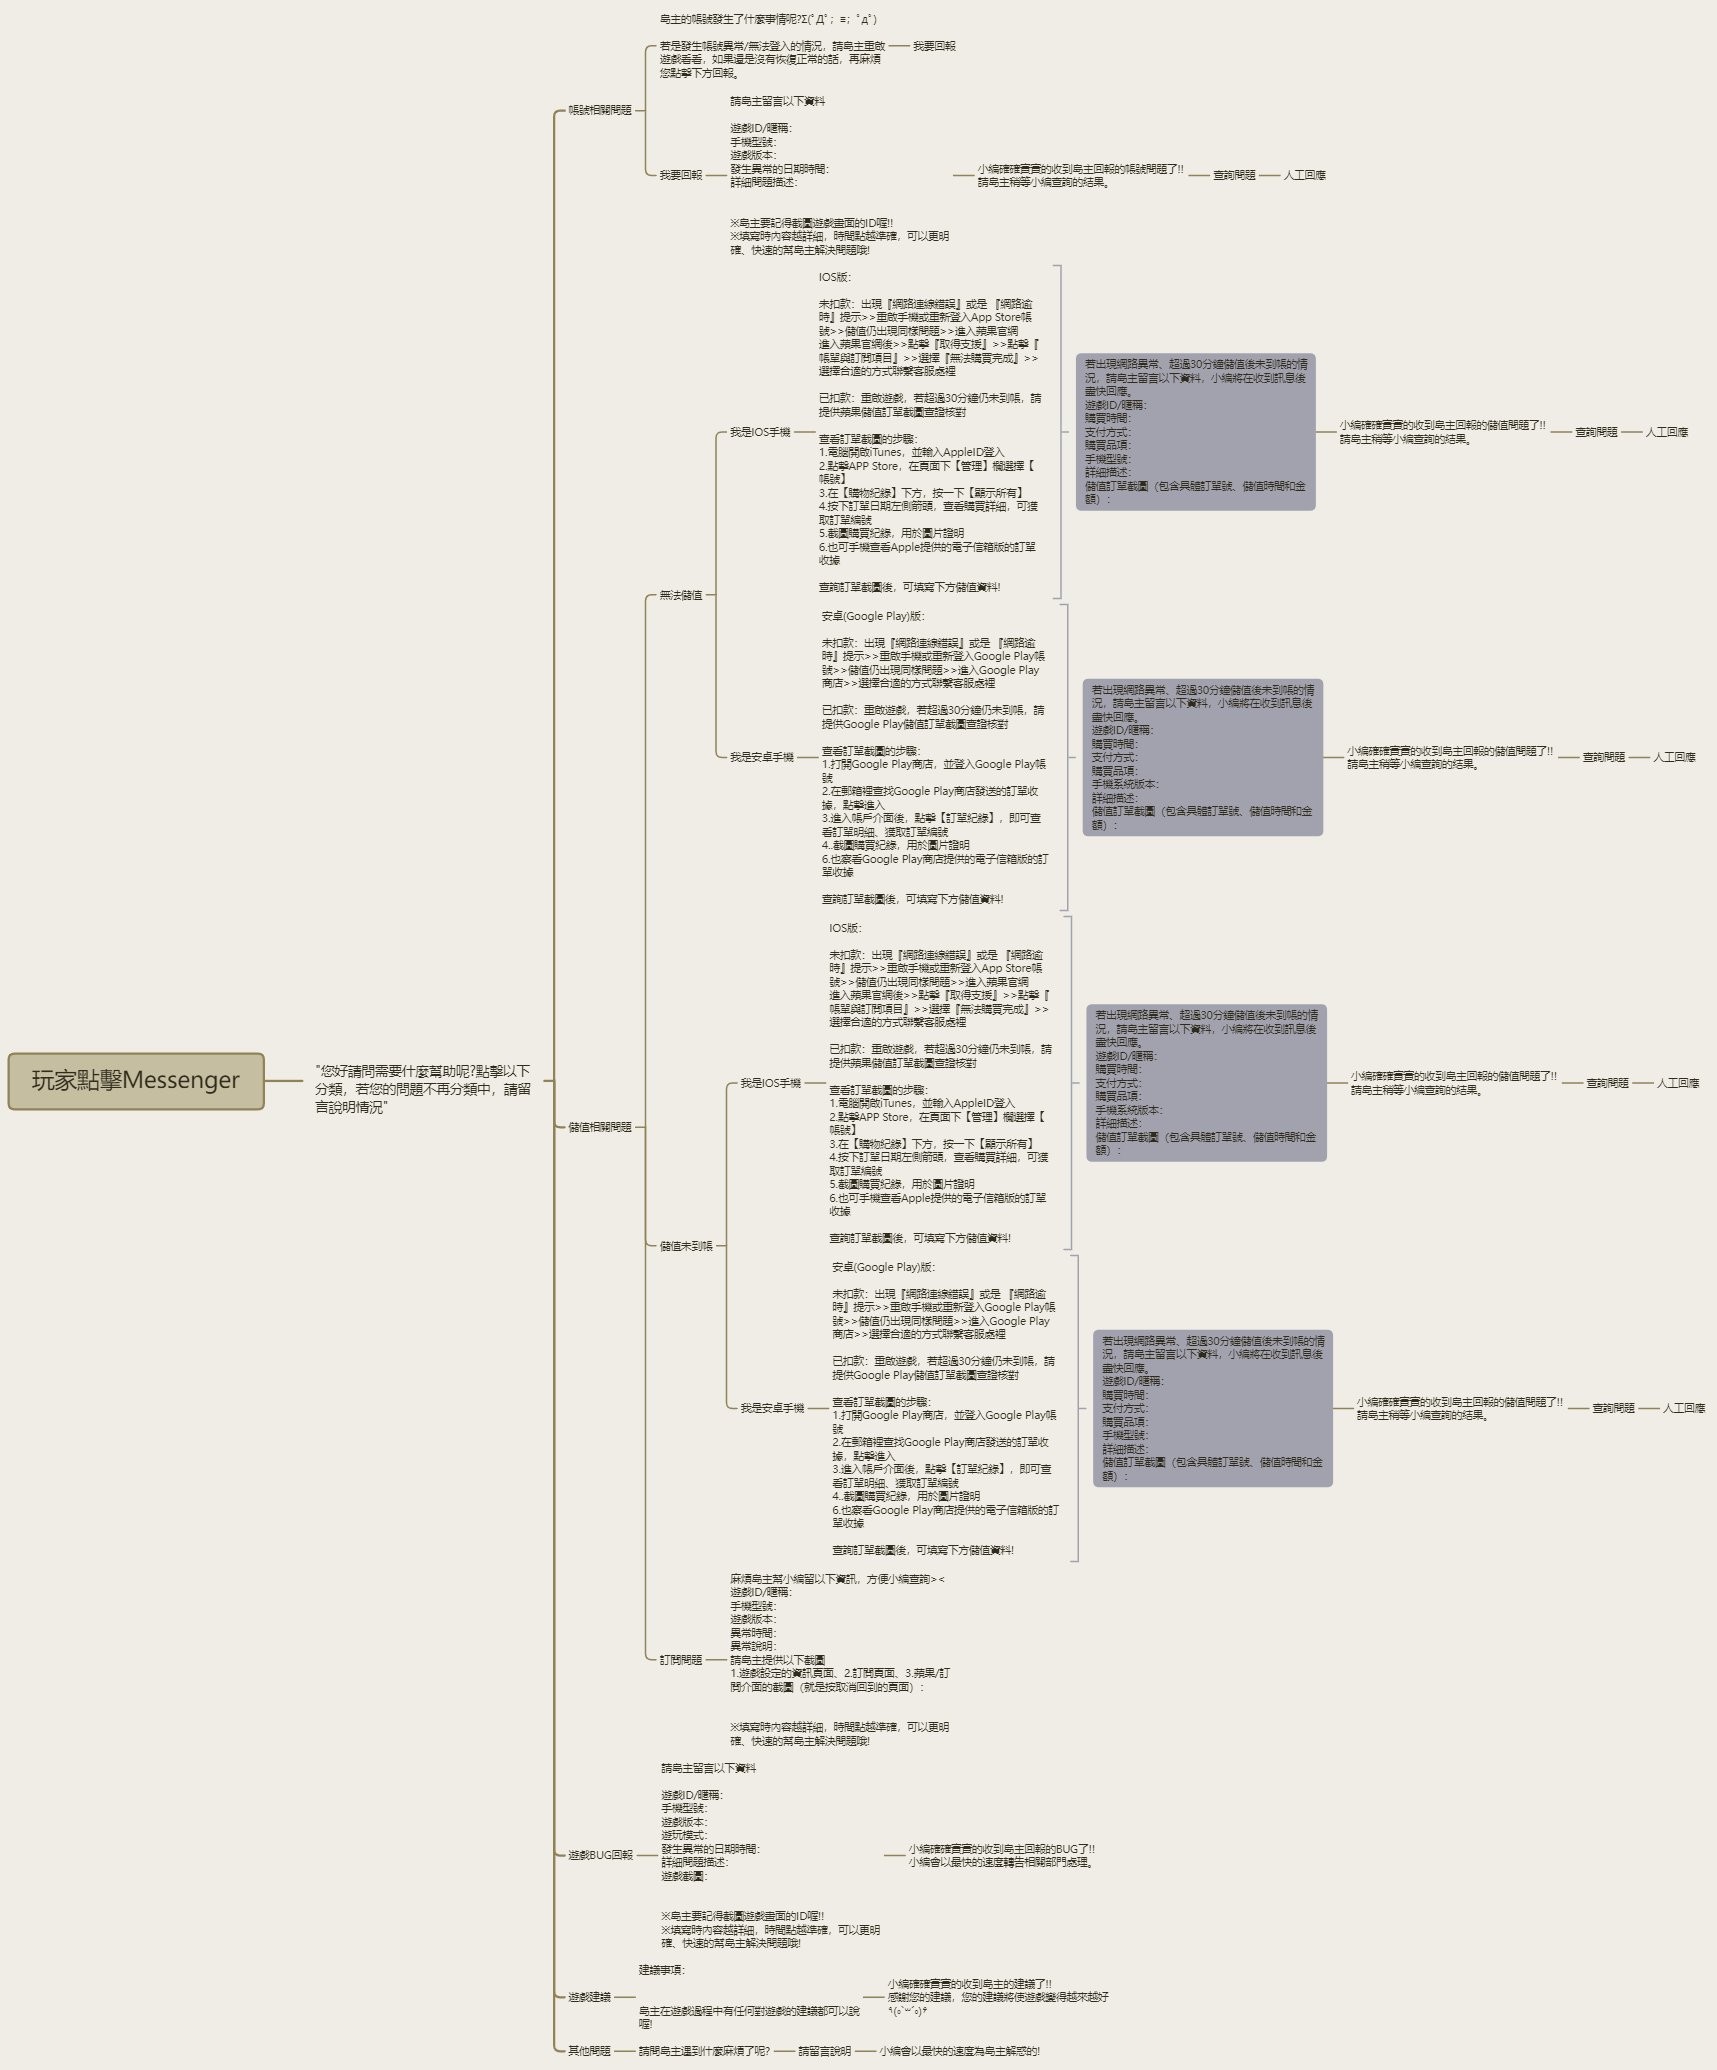 玩家點擊Messenger
"您好請問需要什麼幫助呢?點擊以下
分類，若您的問題不再分類中，請留
言說明情況"
帳號相關問題
島主的帳號發生了什麼事情呢?Σ(ﾟДﾟ；≡；ﾟдﾟ)
若是發生帳號異常/無法登入的情況，請島主重啟
遊戲看看，如果還是沒有恢復正常的話，再麻煩
您點擊下方回報。
我要回報
我要回報
請島主留言以下資料
遊戲ID/暱稱：
手機型號：
遊戲版本：
發生異常的日期時間：
詳細問題描述：
※島主要記得截圖遊戲畫面的ID喔!!
※填寫時內容越詳細，時間點越準確，可以更明
確、快速的幫島主解決問題哦!
小編確確實實的收到島主回報的帳號問題了!!
請島主稍等小編查詢的結果。
查詢問題
人工回應
儲值相關問題
無法儲值
我是IOS手機
IOS版：
未扣款：出現『網路連線錯誤』或是 『網路逾
時』提示>>重啟手機或重新登入App Store帳
號>>儲值仍出現同樣問題>>進入蘋果官網
進入蘋果官網後>>點擊『取得支援』>>點擊『
帳單與訂閱項目』>>選擇『無法購買完成』>>
選擇合適的方式聯繫客服處裡
已扣款：重啟遊戲，若超過30分鐘仍未到帳，請
提供蘋果儲值訂單截圖查證核對
查看訂單截圖的步驟：
1.電腦開啟iTunes，並輸入AppleID登入
2.點擊APP Store，在頁面下【管理】欄選擇【
帳號】
3.在【購物紀錄】下方，按一下【顯示所有】
4.按下訂單日期左側箭頭，查看購買詳細，可獲
取訂單編號
5.截圖購買紀錄，用於圖片證明
6.也可手機查看Apple提供的電子信箱版的訂單
收據
查詢訂單截圖後，可填寫下方儲值資料!
若出現網路異常、超過30分鐘儲值後未到帳的情
況，請島主留言以下資料，小編將在收到訊息後
盡快回應。
遊戲ID/暱稱：
購買時間：
支付方式：
購買品項：
手機型號：
詳細描述：
儲值訂單截圖（包含具體訂單號、儲值時間和金
額）：
小編確確實實的收到島主回報的儲值問題了!!
請島主稍等小編查詢的結果。
查詢問題
人工回應
我是安卓手機
安卓(Google Play)版：
未扣款：出現『網路連線錯誤』或是 『網路逾
時』提示>>重啟手機或重新登入Google Play帳
號>>儲值仍出現同樣問題>>進入Google Play
商店>>選擇合適的方式聯繫客服處裡
已扣款：重啟遊戲，若超過30分鐘仍未到帳，請
提供Google Play儲值訂單截圖查證核對
查看訂單截圖的步驟：
1.打開Google Play商店，並登入Google Play帳
號
2.在郵箱裡查找Google Play商店發送的訂單收
據，點擊進入
3.進入帳戶介面後，點擊【訂單紀錄】，即可查
看訂單明細、獲取訂單編號
4..截圖購買紀錄，用於圖片證明
6.也察看Google Play商店提供的電子信箱版的訂
單收據
查詢訂單截圖後，可填寫下方儲值資料!
若出現網路異常、超過30分鐘儲值後未到帳的情
況，請島主留言以下資料，小編將在收到訊息後
盡快回應。
遊戲ID/暱稱：
購買時間：
支付方式：
購買品項：
手機系統版本：
詳細描述：
儲值訂單截圖（包含具體訂單號、儲值時間和金
額）：
小編確確實實的收到島主回報的儲值問題了!!
請島主稍等小編查詢的結果。
查詢問題
人工回應
儲值未到帳
我是IOS手機
IOS版：
未扣款：出現『網路連線錯誤』或是 『網路逾
時』提示>>重啟手機或重新登入App Store帳
號>>儲值仍出現同樣問題>>進入蘋果官網
進入蘋果官網後>>點擊『取得支援』>>點擊『
帳單與訂閱項目』>>選擇『無法購買完成』>>
選擇合適的方式聯繫客服處裡
已扣款：重啟遊戲，若超過30分鐘仍未到帳，請
提供蘋果儲值訂單截圖查證核對
查看訂單截圖的步驟：
1.電腦開啟iTunes，並輸入AppleID登入
2.點擊APP Store，在頁面下【管理】欄選擇【
帳號】
3.在【購物紀錄】下方，按一下【顯示所有】
4.按下訂單日期左側箭頭，查看購買詳細，可獲
取訂單編號
5.截圖購買紀錄，用於圖片證明
6.也可手機查看Apple提供的電子信箱版的訂單
收據
查詢訂單截圖後，可填寫下方儲值資料!
若出現網路異常、超過30分鐘儲值後未到帳的情
況，請島主留言以下資料，小編將在收到訊息後
盡快回應。
遊戲ID/暱稱：
購買時間：
支付方式：
購買品項：
手機系統版本：
詳細描述：
儲值訂單截圖（包含具體訂單號、儲值時間和金
額）：
小編確確實實的收到島主回報的儲值問題了!!
請島主稍等小編查詢的結果。
查詢問題
人工回應
我是安卓手機
安卓(Google Play)版：
未扣款：出現『網路連線錯誤』或是 『網路逾
時』提示>>重啟手機或重新登入Google Play帳
號>>儲值仍出現同樣問題>>進入Google Play
商店>>選擇合適的方式聯繫客服處裡
已扣款：重啟遊戲，若超過30分鐘仍未到帳，請
提供Google Play儲值訂單截圖查證核對
查看訂單截圖的步驟：
1.打開Google Play商店，並登入Google Play帳
號
2.在郵箱裡查找Google Play商店發送的訂單收
據，點擊進入
3.進入帳戶介面後，點擊【訂單紀錄】，即可查
看訂單明細、獲取訂單編號
4..截圖購買紀錄，用於圖片證明
6.也察看Google Play商店提供的電子信箱版的訂
單收據
查詢訂單截圖後，可填寫下方儲值資料!
若出現網路異常、超過30分鐘儲值後未到帳的情
況，請島主留言以下資料，小編將在收到訊息後
盡快回應。
遊戲ID/暱稱：
購買時間：
支付方式：
購買品項：
手機型號：
詳細描述：
儲值訂單截圖（包含具體訂單號、儲值時間和金
額）：
小編確確實實的收到島主回報的儲值問題了!!
請島主稍等小編查詢的結果。
查詢問題
人工回應
訂閱問題
麻煩島主幫小編留以下資訊，方便小編查詢><
遊戲ID/暱稱：
手機型號：
遊戲版本：
異常時間：
異常說明：
請島主提供以下截圖
1.遊戲設定的資訊頁面、2.訂閱頁面、3.蘋果/訂
閱介面的截圖（就是按取消回到的頁面）：
※填寫時內容越詳細，時間點越準確，可以更明
確、快速的幫島主解決問題哦!
遊戲BUG回報
請島主留言以下資料
遊戲ID/暱稱：
手機型號：
遊戲版本：
遊玩模式：
發生異常的日期時間：
詳細問題描述：
遊戲截圖：
※島主要記得截圖遊戲畫面的ID喔!!
※填寫時內容越詳細，時間點越準確，可以更明
確、快速的幫島主解決問題哦!
小編確確實實的收到島主回報的BUG了!!
小編會以最快的速度轉告相關部門處理。
遊戲建議
建議事項：
島主在遊戲過程中有任何對遊戲的建議都可以說
喔!
小編確確實實的收到島主的建議了!!
感謝您的建議，您的建議將使遊戲變得越來越好
٩(๑`꒳´๑)۶
其他問題
請問島主遇到什麼麻煩了呢?
請留言說明
小編會以最快的速度為島主解惑的!